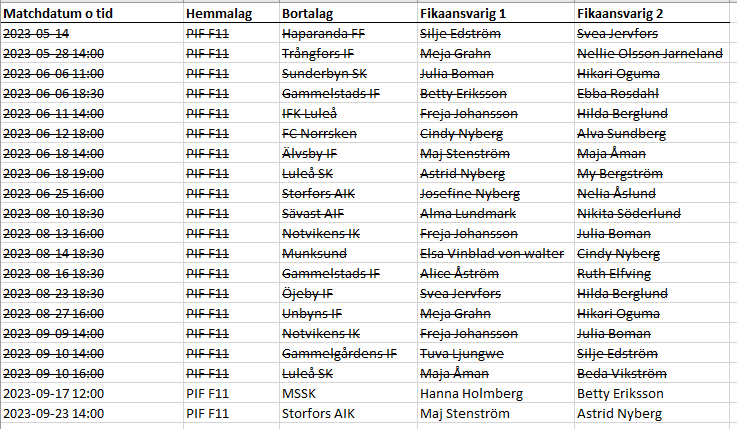 Matchdatum o tid Hemmalag Bortalag Fikaansvarig 1 Fikaansvarig 2
2023-05-14 PIF F11 Haparanda FF Silje Edström Svea Jervfors
2023-05-28 14:00 PIF F11 Trångfors IF Meja Grahn Nellie Olsson Jarneland
2023-06-06 11:00 PIF F11 Sunderbyn SK Julia Boman Hikari Oguma
2023-06-06 18:30 PIF F11 Gammelstads IF Betty Eriksson Ebba Rosdahl
2023-06-11 14:00 PIF F11 IFK Luleå Freja Johansson Hilda Berglund
2023-06-12 18:00 PIF F11 FC Norrsken Cindy Nyberg Alva Sundberg
2023-06-18 14:00 PIF F11 Älvsby IF Maj Stenström Maja Åman
2023-06-18 19:00 PIF F11 Luleå SK Astrid Nyberg My Bergström
2023-06-25 16:00 PIF F11 Storfors AIK Josefine Nyberg Nelia Åslund
2023-08-10 18:30 PIF F11 Sävast AIF Alma Lundmark Nikita Söderlund
2023-08-13 16:00 PIF F11 Notvikens IK Freja Johansson Julia Boman
2023-08-14 18:30 PIF F11 Munksund Elsa Vinblad von walter Cindy Nyberg
2023-08-16 18:30 PIF F11 Gammelstads IF Alice Åström Ruth Elfving
2023-08-23 18:30 PIF F11 Öjeby IF Svea Jervfors Hilda Berglund
2023-08-27 16:00 PIF F11 Unbyns IF Meja Grahn Hikari Oguma
2023-09-09 14:00 PIF F11 Notvikens IK Freja Johansson Julia Boman
2023-09-10 14:00 PIF F11 Gammelgårdens IF Tuva Ljungwe Silje Edström
2023-09-10 16:00 PIF F11 Luleå SK Maja Åman Beda Vikström
2023-09-17 12:00 PIF F11 MSSK Hanna Holmberg Betty Eriksson
2023-09-23 14:00 PIF F11 Storfors AIK Maj Stenström Astrid Nyberg